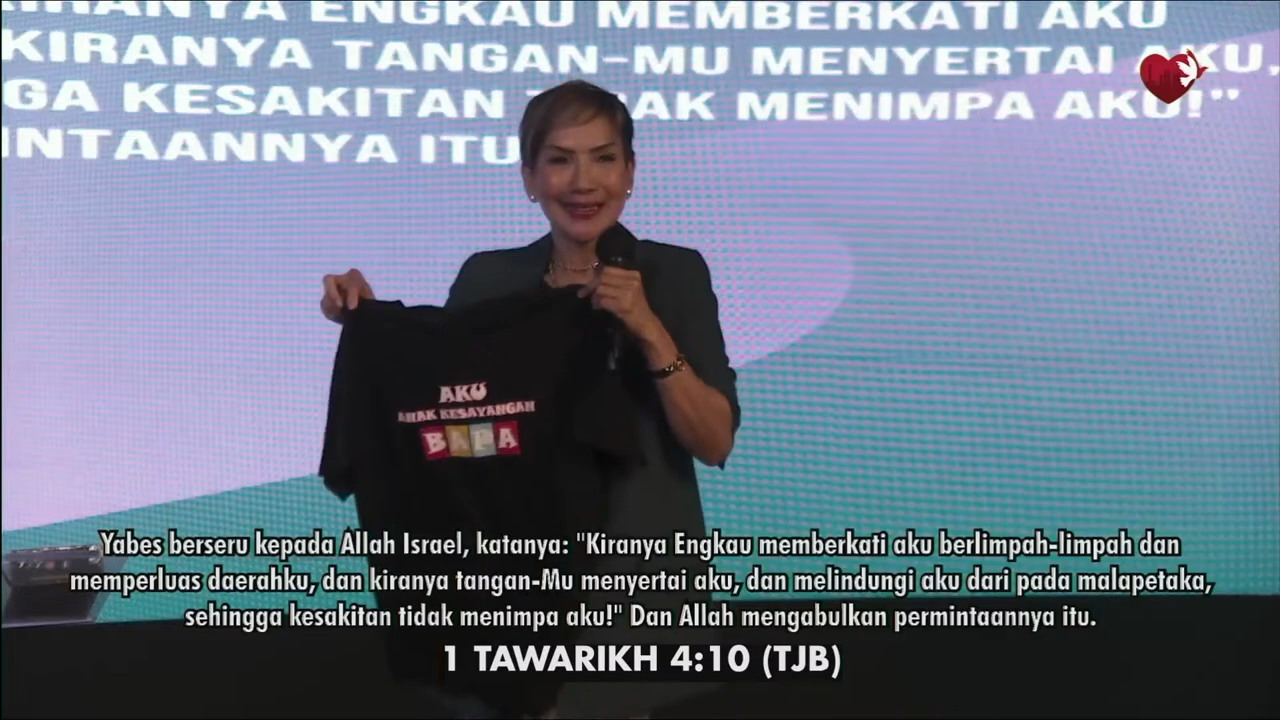 KIRANYA ENGKAU MEMBERKATI AKU
KIRANYA TANGAN-MU MENYERTAI AKU,
GA KESAKITAN TIDAK MENIMPA AKU!"
INTAANNYA ITU
AKU
ANAK KESAYANGAN
BAPA
Yabes berseru kepada Allah Israel, katanya: "Kiranya Engkau memberkati aku berlimpah-limpah dan
memperluas daerahku, dan kiranya tangan-Mu menyertai aku, dan melindungi aku dari pada malapetaka,
sehingga kesakitan tidak menimpa aku!" Dan Allah mengabulkan permintaannya itu.
1 TAWARIKH 4:10 (TJB)